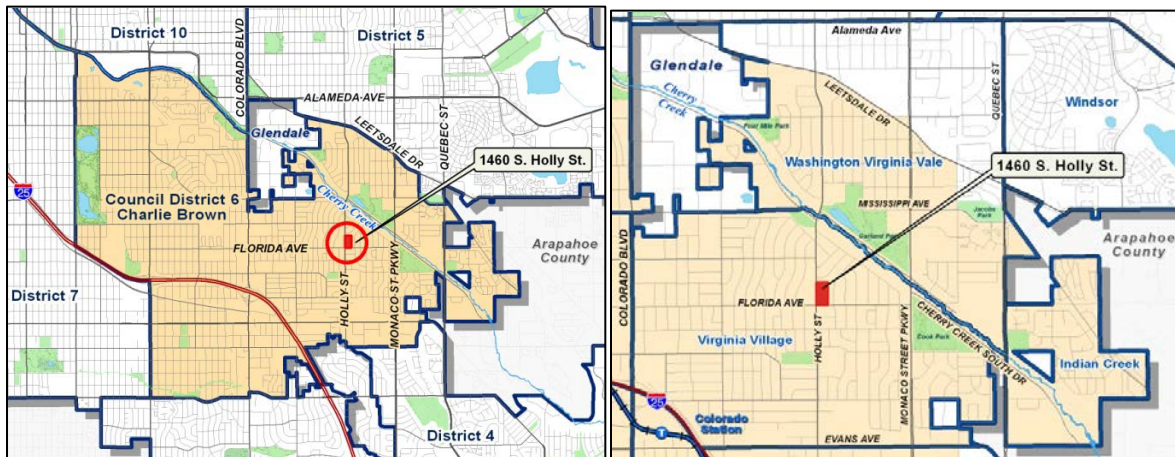 District 10
District 5
COLORADO BLVD
ALAMEDA AVE
QUEBEC ST
LEETSDALE DR
Glendale
1460 S. Holly St.
25
Council District 6
Charlie Brown
Cherry Creek
FLORIDA AVE
Arapahoe
County
District 7
HOLLY ST
MONACO ST PKWY
District 4
Alameda Ave
Glendale
LEETSDALE DR
QUEBEC ST
Windsor
Cherry
Creek
Four Mile Park
Washington Virginia Vale
1460 S. Holly St.
MISSISSIPPI AVE
Jacobs
Park
Garland Park
COLORADO BLVD
Arapahoe
County
FLORIDA AVE
HOLLY ST
Virginia Village
MONACO STREET PKWY
CHERRY CREEK SOUTH DR
Cook Park
Indian Creek
25
Colorado
Station
T
EVANS AVE